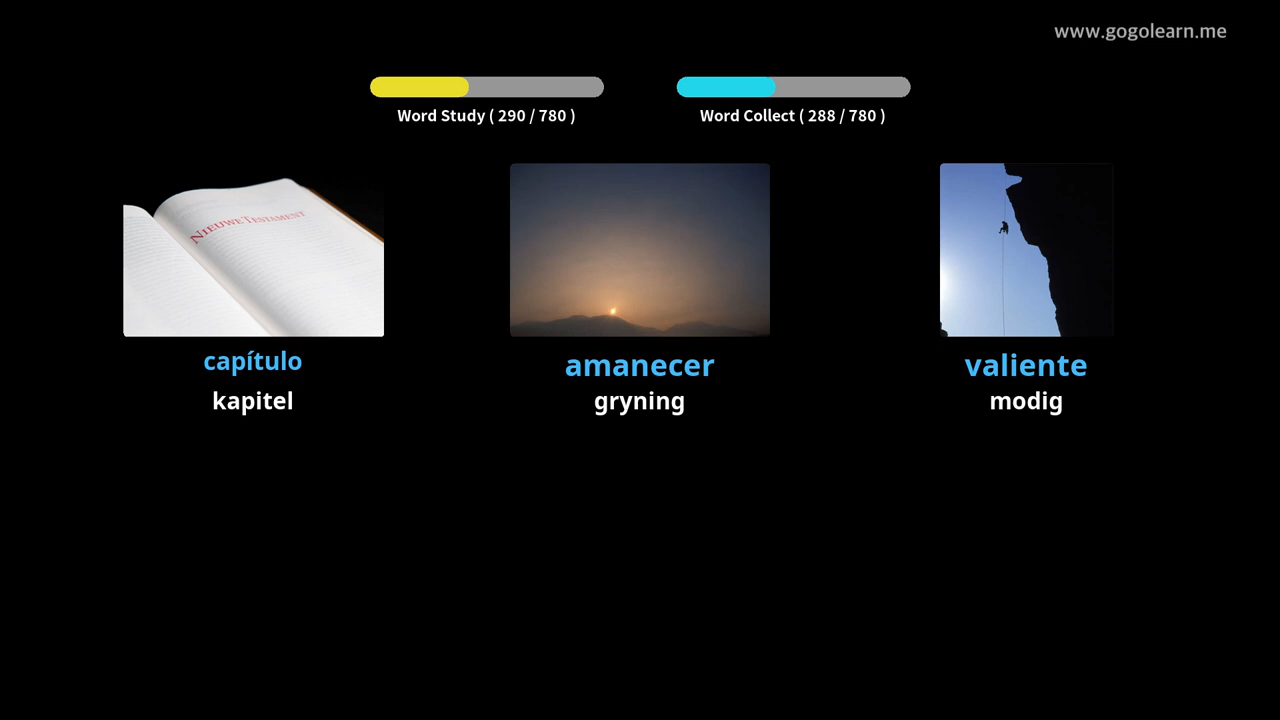 www.gogolearn.me
Word Study ( 290 / 780 )
Word Collect ( 288 / 780 )
NIEUWE TESTAMENT
capítulo
amanecer
valiente
kapitel
gryning
modig